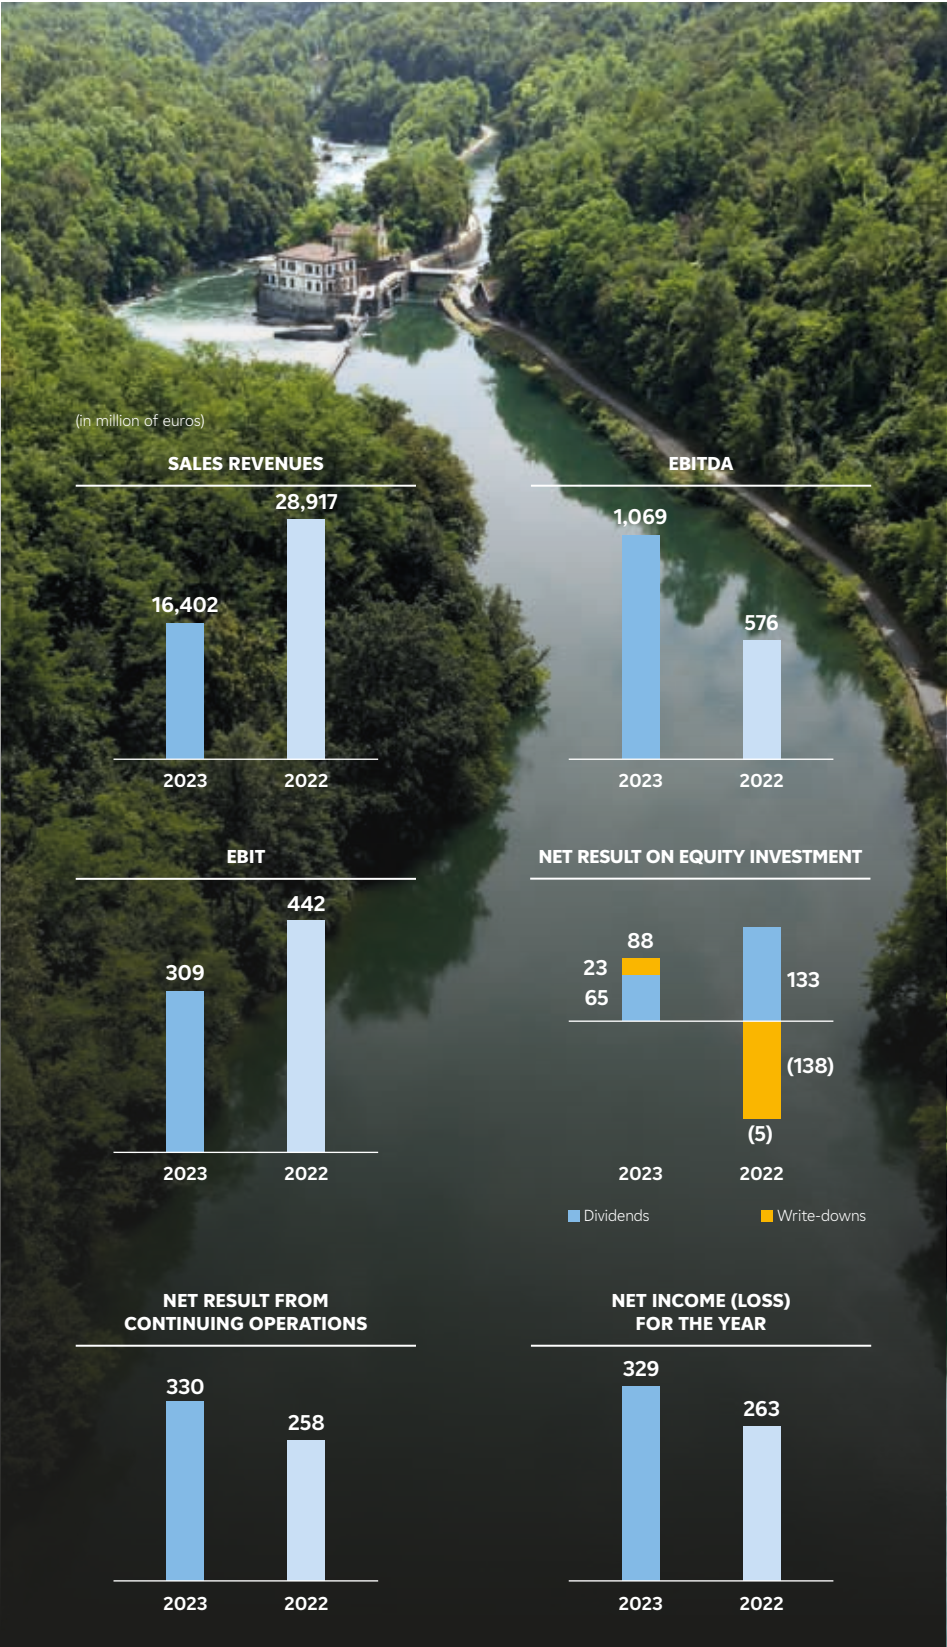 (in million of euros)
SALES REVENUES
28,917
16,402
2023 2022
EBITDA
1,069
576
2023 2022
EBIT
442
309
2023 2022
NET RESULT ON EQUITY INVESTMENT
88
23
65
133
(138)
(5)
2023 2022
Dividends Write-downs
NET RESULT FROM
CONTINUING OPERATIONS
330
258
2023 2022
NET INCOME (LOSS)
FOR THE YEAR
329
263
2023 2022